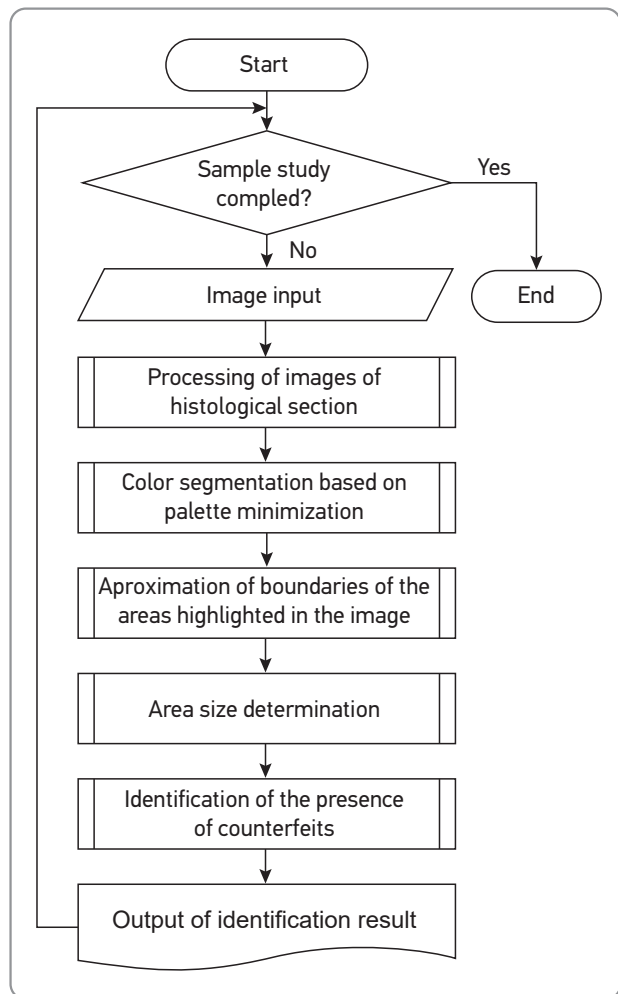 Start
Sample study
compled?
Yes
No
Image input
End
Processing of images of
histological section
Color segmentation based on
palette minimization
Aproximation of boundaries of the
areas highlighted in the image
Area size determination
Identification of the presence
of counterfeits
Output of identification result